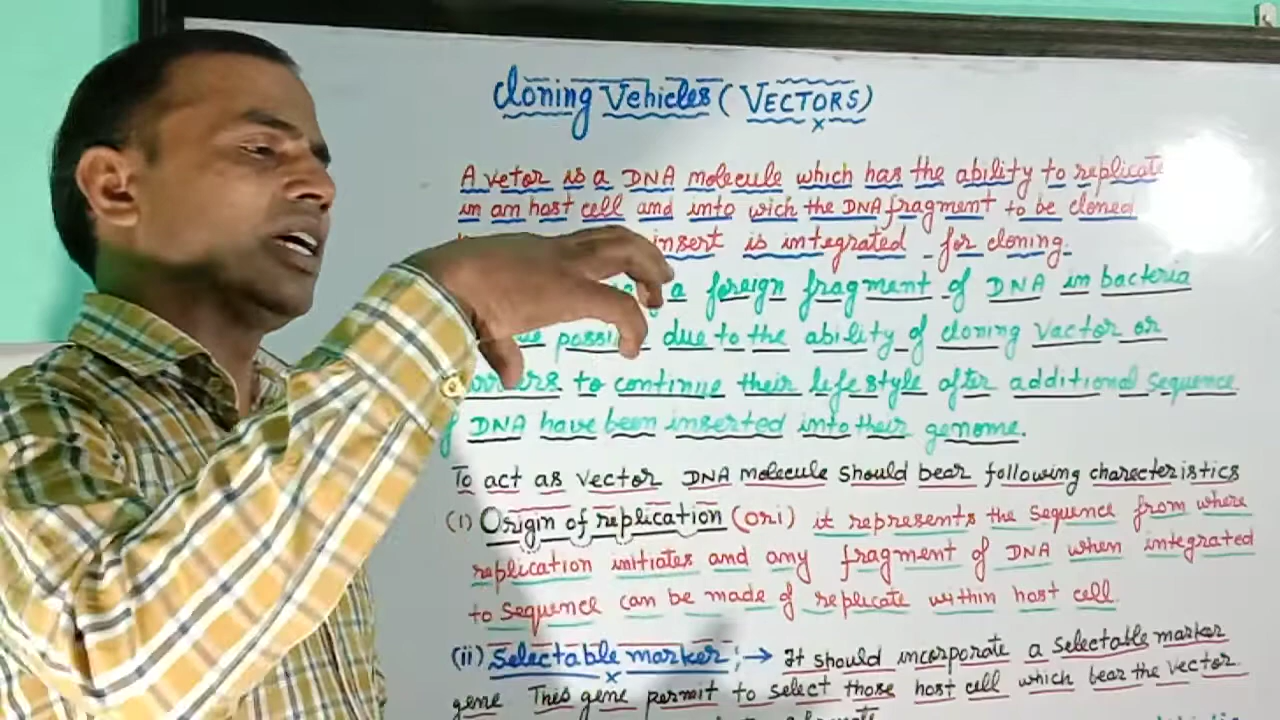 Cloning Vehicles (VECTORS)
A vetor is a DNA molecule which has the ability to replicate
in an host cell and into wich the DNA fragment to be cloned
insert is integrated for cloning.
a foreign fragment of DNA in bacteria
due to the ability of cloning vactor or
to continue their life style after additional sequence
DNA have been inserted into their genome.
To act as vector DNA molecule should bear following characteristics
(i) Origin of replication (ori) it represents the sequence from where
replication initiates and any fragment of DNA when integrated
to sequence can be made of replicate within host cell.
(ii) Selectable marker; → It should incorporate a selectable marker
gene This gene permit to select those host cell which bear the vector